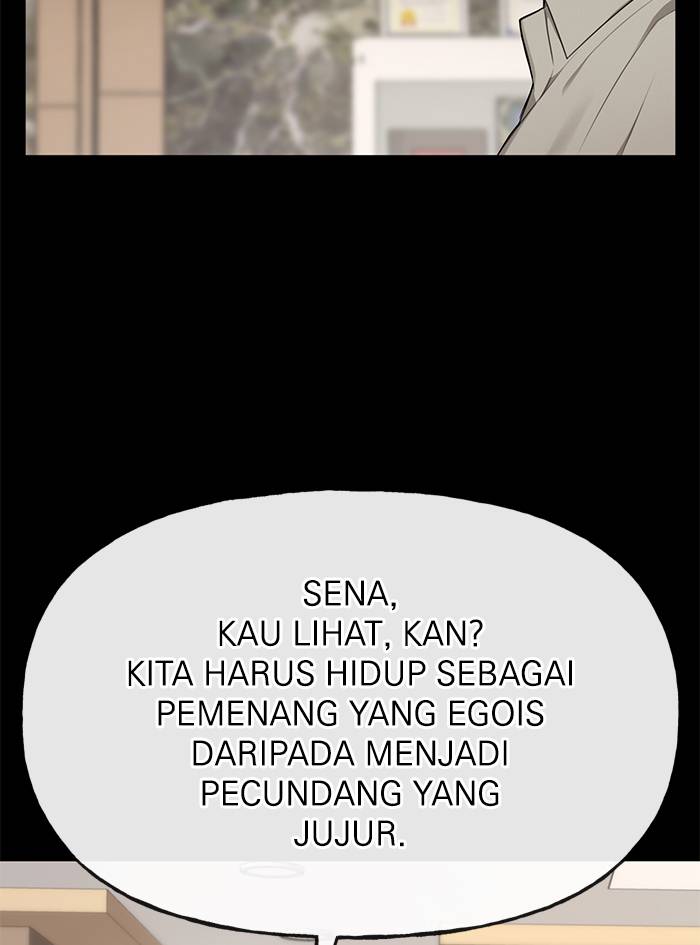 SENA,
KAU LIHAT, KAN?
KITA HARUS HIDUP SEBAGAI
PEMENANG YANG EGOIS
DARIPADA MENJADI
PECUNDANG YANG
JUJUR.